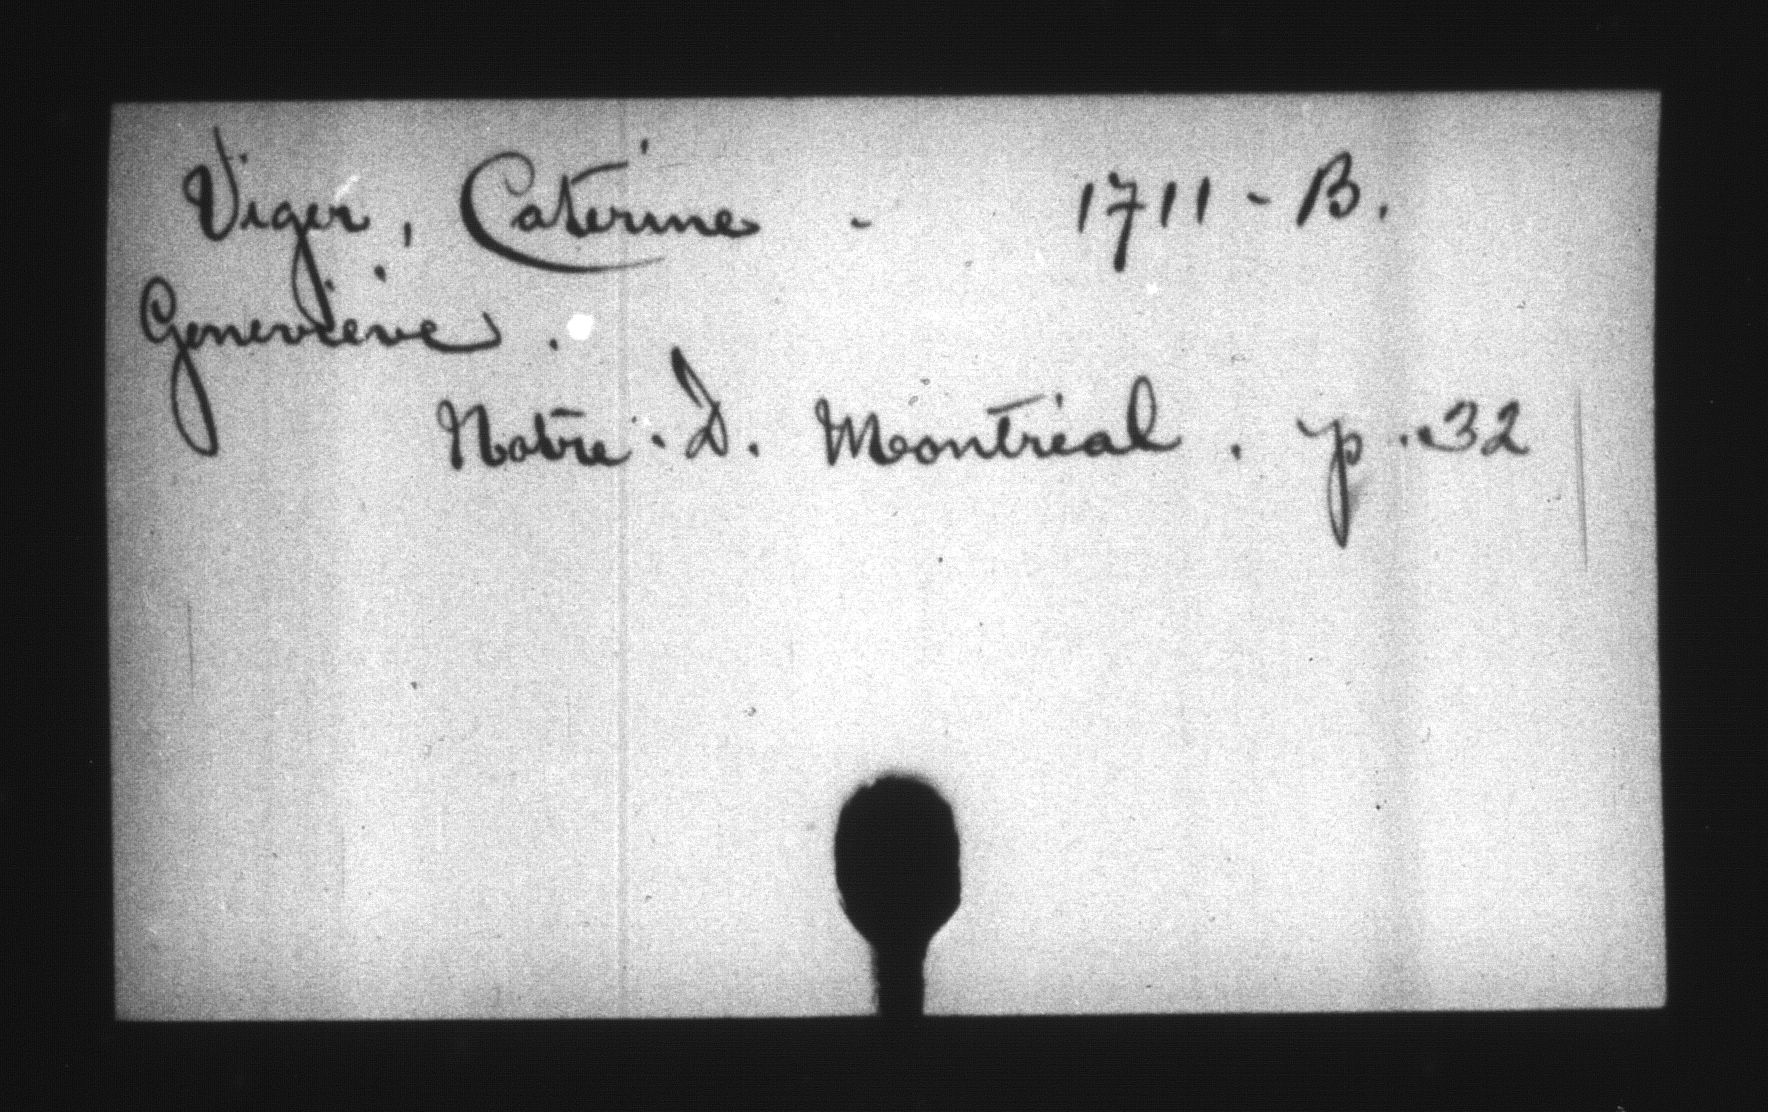 Viger, Caterine - 1711 - B.
Geneviève.
Notre. D. Montréal. p. 32